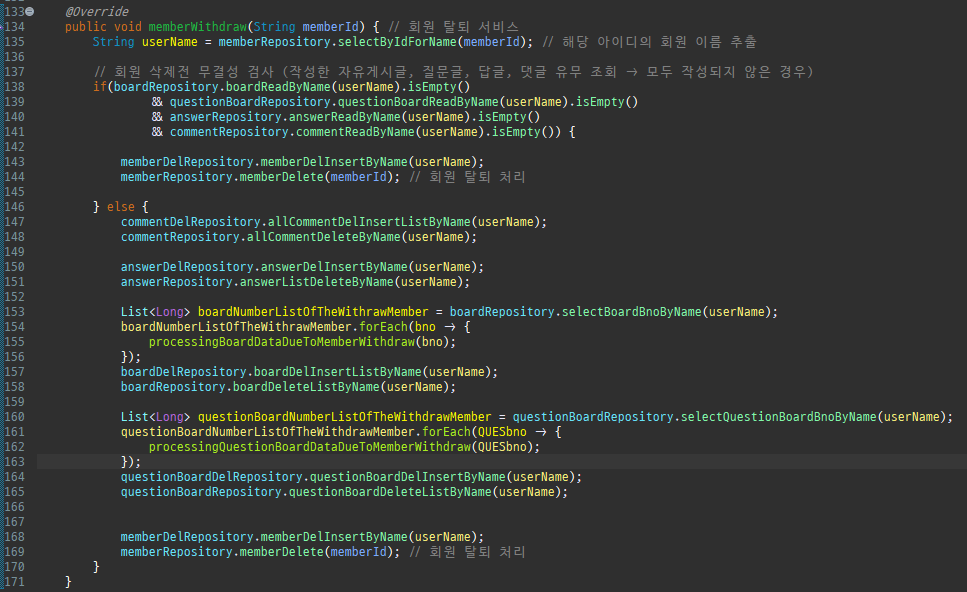 133 @Override
134 public void memberWithdraw(String memberId) { // 회원 탈퇴 서비스
135 String userName = memberRepository.selectByIdForName(memberId); // 해당 아이디의 회원 이름 추출
136
137 // 회원 삭제전 무결성 검사 (작성한 자유게시글, 질문글, 답글, 댓글 유무 조회 → 모두 작성되지 않은 경우)
138 if(boardRepository.boardReadByName(userName).isEmpty()
139 && questionBoardRepository.questionBoardReadByName(userName).isEmpty()
140 && answerRepository.answerReadByName(userName).isEmpty()
141 && commentRepository.commentReadByName(userName).isEmpty()) {
142
143 memberDelRepository.memberDelInsertByName(userName);
144 memberRepository.memberDelete(memberId); // 회원 탈퇴 처리
145
146 } else {
147 commentDelRepository.allCommentDelInsertListByName(userName);
148 commentRepository.allCommentDeleteByName(userName);
149
150 answerDelRepository.answerDelInsertByName(userName);
151 answerRepository.answerListDeleteByName(userName);
152
153 List<Long> boardNumberListOfTheWithrawMember = boardRepository.selectBoardBnoByName(userName);
154 boardNumberListOfTheWithrawMember.forEach(bno → {
155 processingBoardDataDueToMemberWithdraw(bno);
156 });
157 boardDelRepository.boardDelInsertListByName(userName);
158 boardRepository.boardDeleteListByName(userName);
159
160 List<Long> questionBoardNumberListOfTheWithdrawMember = questionBoardRepository.selectQuestionBoardBnoByName(userName);
161 questionBoardNumberListOfTheWithdrawMember.forEach(QUESbno → {
162 processingQuestionBoardDataDueToMemberWithdraw(QUESbno);
163 });
164 questionBoardDelRepository.questionBoardDelInsertByName(userName);
165 questionBoardRepository.questionBoardDeleteListByName(userName);
166
167
168 memberDelRepository.memberDelInsertByName(userName);
169 memberRepository.memberDelete(memberId); // 회원 탈퇴 처리
170 }
171 }